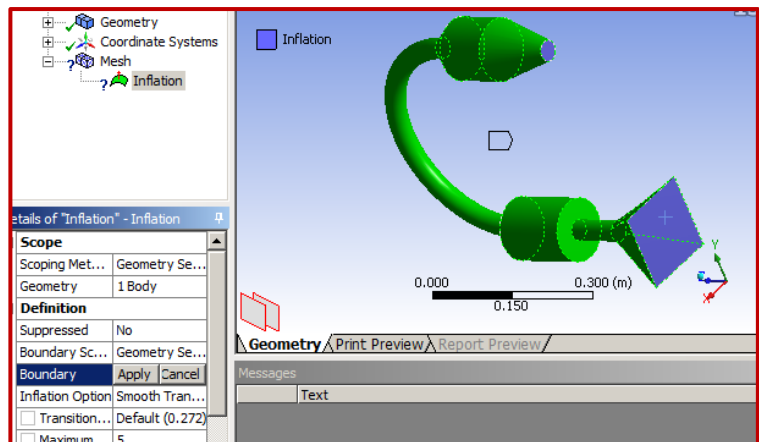 Geometry
Coordinate Systems
Mesh
Inflation
Inflation
0.000
0.300 (m)
0.150
Y
X
etails of "Inflation" - Inflation
Scope
Scoping Met... Geometry Se...
Geometry 1 Body
Definition
Suppressed No
Boundary Sc... Geometry Se...
Boundary Apply Cancel
Inflation Option Smooth Tran...
Transition... Default (0.272)
Maximum 5
Geometry Print Preview Report Preview
Messages
Text